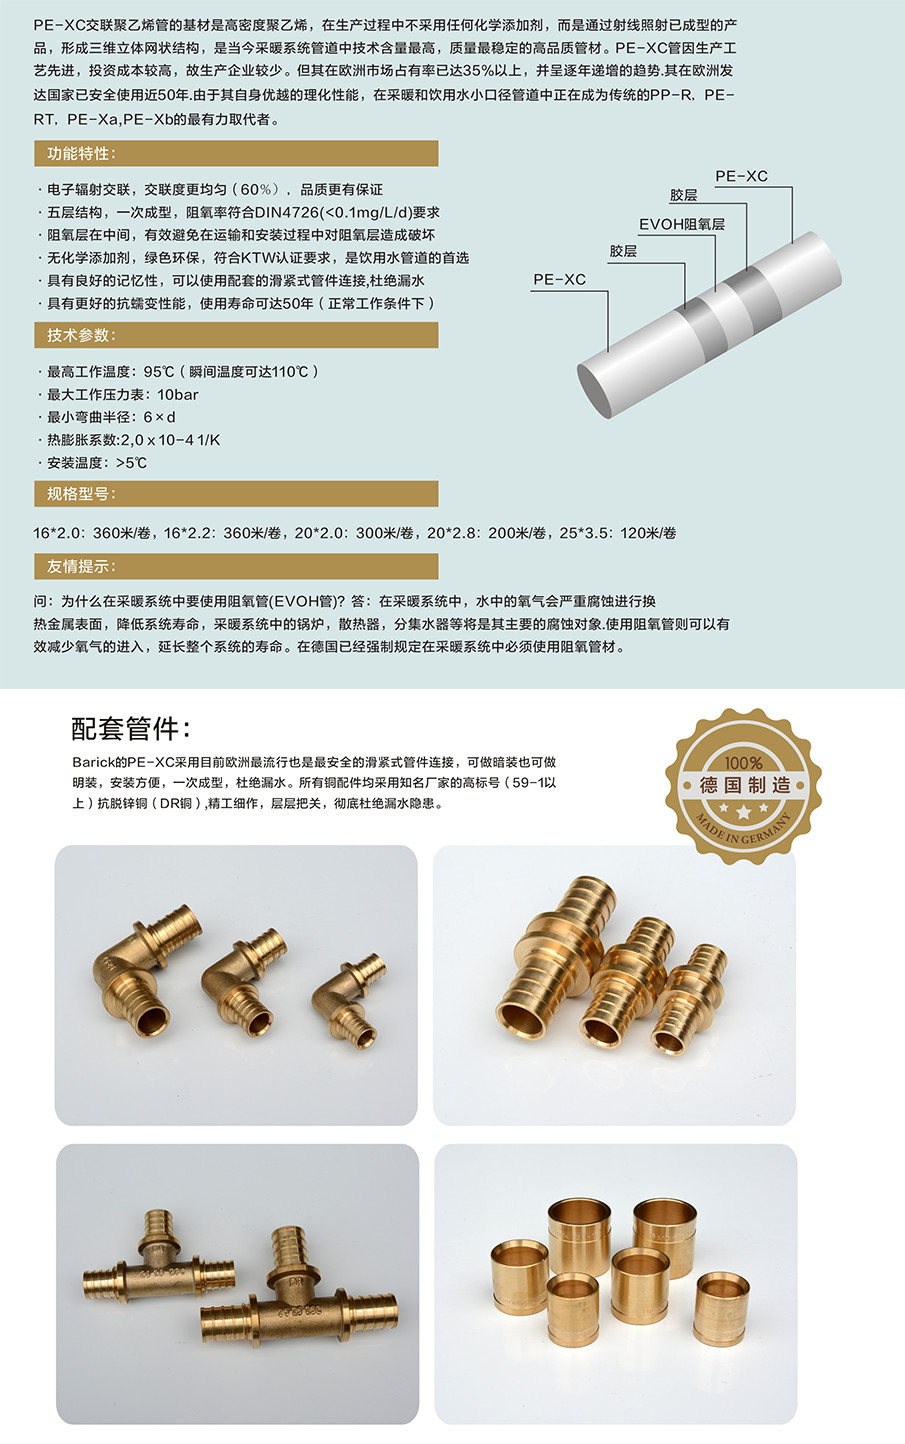 PE-XC交联聚乙烯管的基材是高密度聚乙烯，在生产过程中不采用任何化学添加剂，而是通过射线照射已成型的产
品，形成三维立体网状结构，是当今采暖系统管道中技术含量最高，质量最稳定的高品质管材。PE-XC管因生产工
艺先进，投资成本较高，故生产企业较少。但其在欧洲市场占有率已达35%以上，并呈逐年递增的趋势.其在欧洲发
达国家已安全使用近50年.由于其自身优越的理化性能，在采暖和饮用水小口径管道中正在成为传统的PP-R，PE-
RT，PE-Xa,PE-Xb的最有力取代者。
功能特性：
· 电子辐射交联，交联度更均匀（60%），品质更有保证
· 五层结构，一次成型，阻氧率符合DIN4726(<0.1mg/L/d)要求
· 阻氧层在中间，有效避免在运输和安装过程中对阻氧层造成破坏
· 无化学添加剂，绿色环保，符合KTW认证要求，是饮用水管道的首选
· 具有良好的记忆性，可以使用配套的滑紧式管件连接,杜绝漏水
· 具有更好的抗蠕变性能，使用寿命可达50年（正常工作条件下）
PE-XC
胶层
EVOH阻氧层
胶层
PE-XC
技术参数：
· 最高工作温度：95℃（瞬间温度可达110℃）
· 最大工作压力表：10bar
· 最小弯曲半径：6×d
· 热膨胀系数:2,0 x 10-4 1/K
· 安装温度：>5℃
规格型号：
16*2.0：360米/卷，16*2.2：360米/卷，20*2.0：300米/卷，20*2.8：200米/卷，25*3.5：120米/卷
友情提示：
问：为什么在采暖系统中要使用阻氧管(EVOH管)？答：在采暖系统中，水中的氧气会严重腐蚀进行换
热金属表面，降低系统寿命，采暖系统中的锅炉，散热器，分集水器等将是其主要的腐蚀对象.使用阻氧管则可以有
效减少氧气的进入，延长整个系统的寿命。在德国已经强制规定在采暖系统中必须使用阻氧管材。
配套管件：
Barick的PE-XC采用目前欧洲最流行也是最安全的滑紧式管件连接，可做暗装也可做
明装，安装方便，一次成型，杜绝漏水。所有铜配件均采用知名厂家的高标号（59-1以
上）抗脱锌铜（DR铜）,精工细作，层层把关，彻底杜绝漏水隐患。
100%
德国制造
MADE IN GERMANY
DR
DR